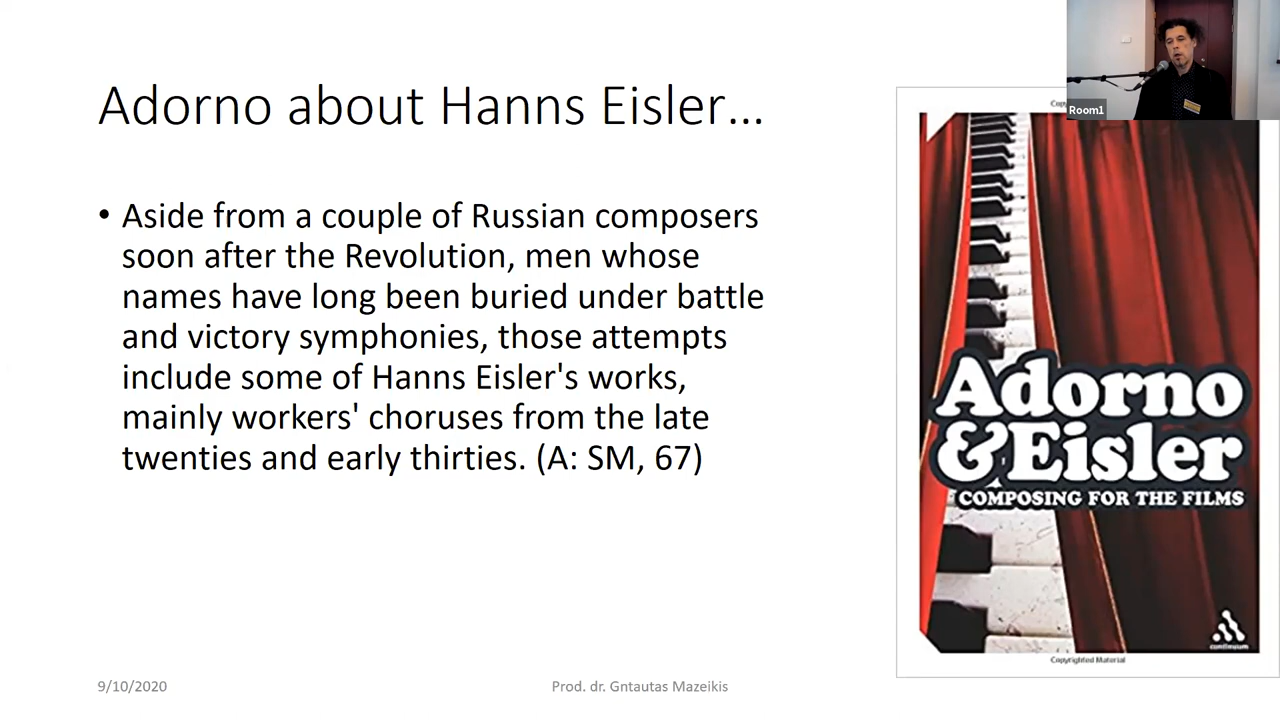 Adorno about Hanns Eisler...
• Aside from a couple of Russian composers
soon after the Revolution, men whose
names have long been buried under battle
and victory symphonies, those attempts
include some of Hanns Eisler's works,
mainly workers' choruses from the late
twenties and early thirties. (A: SM, 67)
Room1
Adorno
&Eisler
COMPOSING FOR THE FILMS
continuum
Copyrighted Material
9/10/2020
Prod. dr. Gntautas Mazeikis